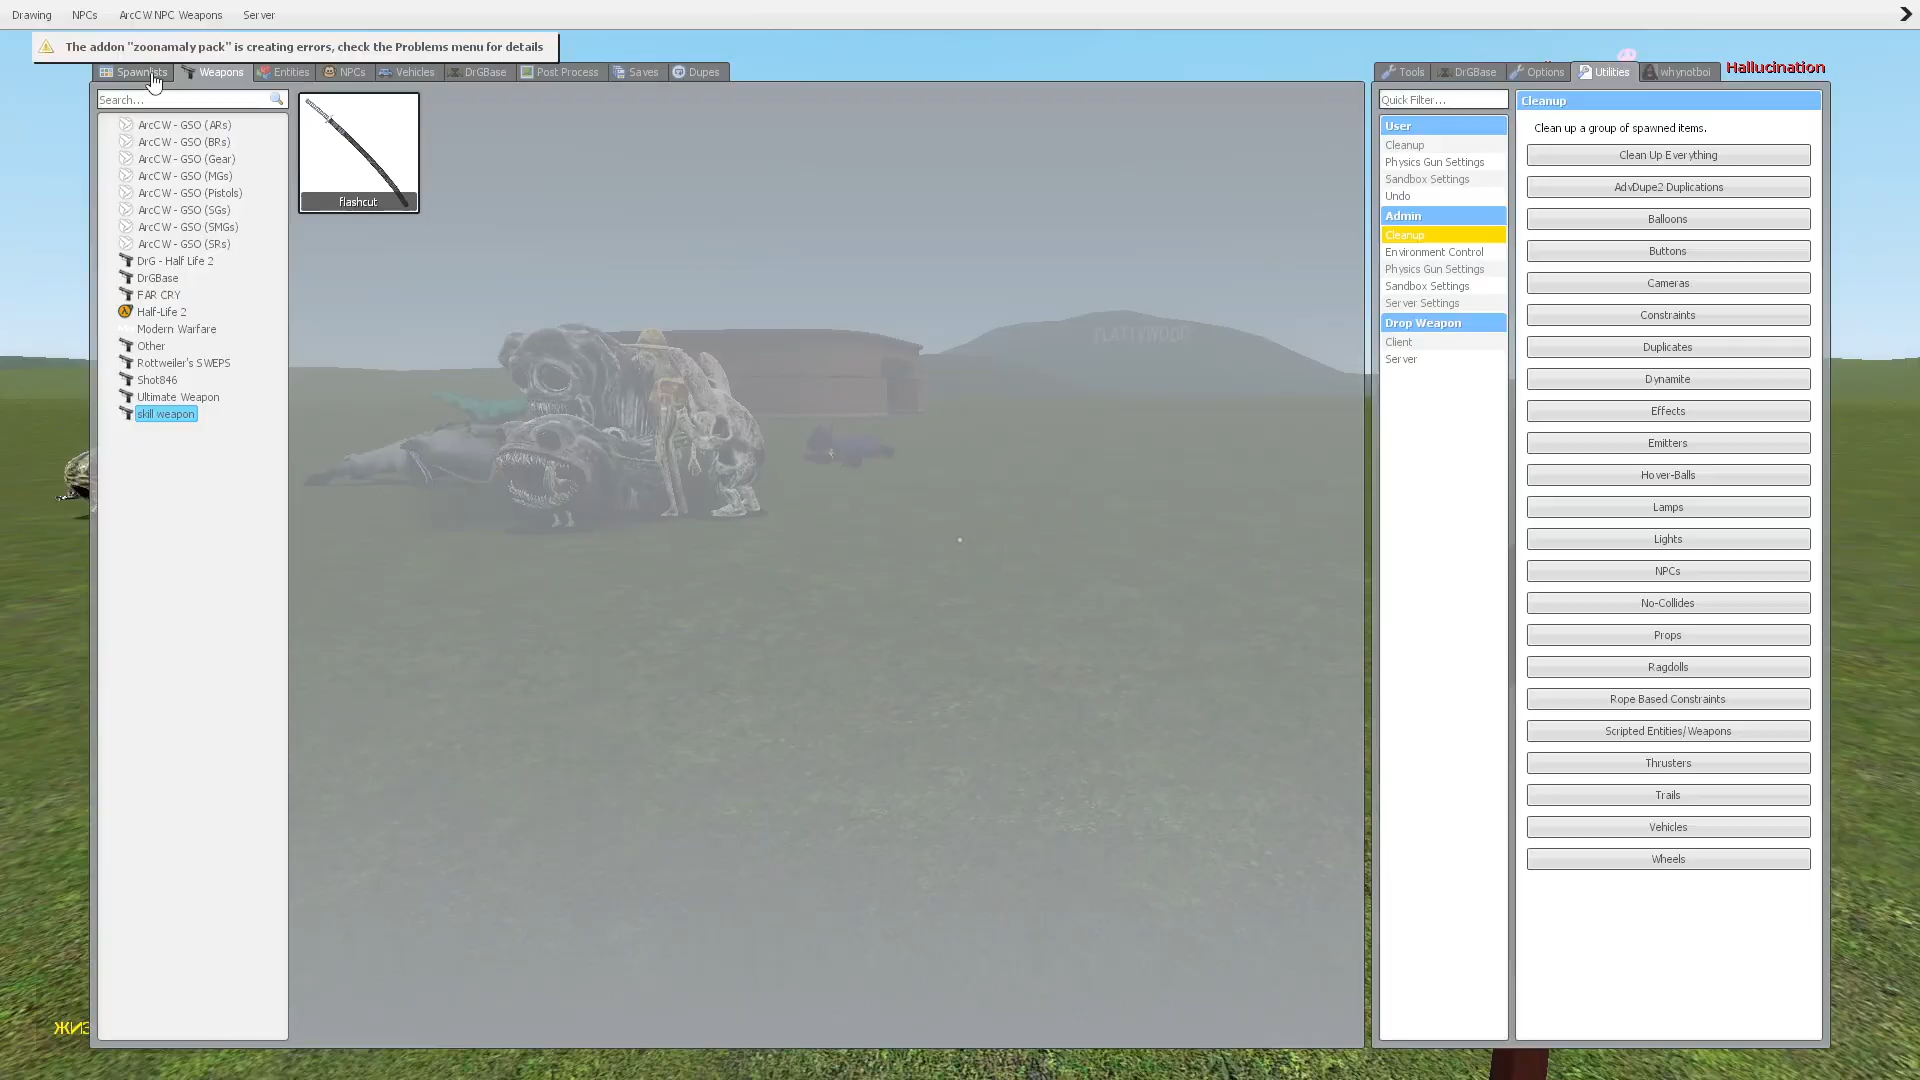 Drawing NPCs ArcCW NPC Weapons Server
The addon "zoonamaly pack" is creating errors, check the Problems menu for details
Spawnlists Weapons Entities NPCs Vehicles DrGBase Post Process Saves Dupes
Search...
ArcCW - GSO (ARs)
ArcCW - GSO (BRs)
ArcCW - GSO (Gear)
ArcCW - GSO (MGs)
ArcCW - GSO (Pistols)
ArcCW - GSO (SGs)
ArcCW - GSO (SMGs)
ArcCW - GSO (SRs)
DrG - Half Life 2
DrGBase
FAR CRY
Half-Life 2
Modern Warfare
Other
Rottweiler's SWEPS
Shot846
Ultimate Weapon
skill weapon
flashcut
FLATTYWOOD
ЖИЗ
Tools DrGBase Options Utilities whynotboi
Hallucination
Quick Filter...
User
Cleanup
Physics Gun Settings
Sandbox Settings
Undo
Admin
Cleanup
Environment Control
Physics Gun Settings
Sandbox Settings
Server Settings
Drop Weapon
Client
Server
Cleanup
Clean up a group of spawned items.
Clean Up Everything
AdvDupe2 Duplications
Balloons
Buttons
Cameras
Constraints
Duplicates
Dynamite
Effects
Emitters
Hover-Balls
Lamps
Lights
NPCs
No-Collides
Props
Ragdolls
Rope Based Constraints
Scripted Entities/Weapons
Thrusters
Trails
Vehicles
Wheels